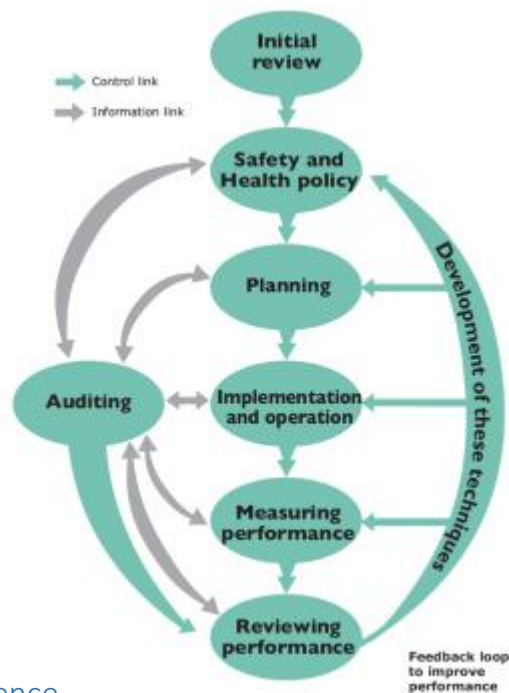 Initial
review
Control link
Information link
Safety and
Health policy
Planning
Auditing
Implementation
and operation
Development of these techniques
Measuring
performance
Reviewing
performance
Feedback loop
to improve
performance